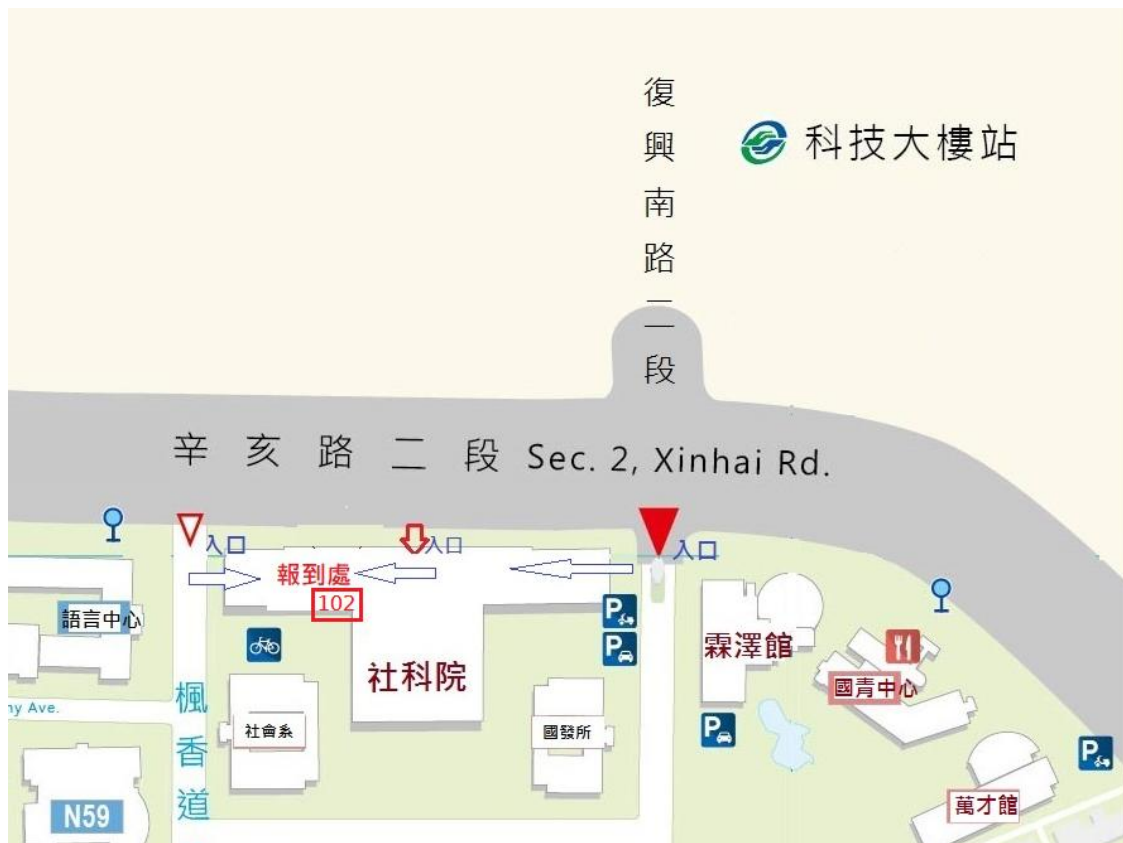 復興南路二段
科技大樓站
辛亥路二段 Sec. 2, Xinhai Rd.
入口
入口
入口
報到處
102
語言中心
社科院
霖澤館
國青中心
ny Ave.
楓香道
社會系
國發所
P
P
P
P
N59
萬才館